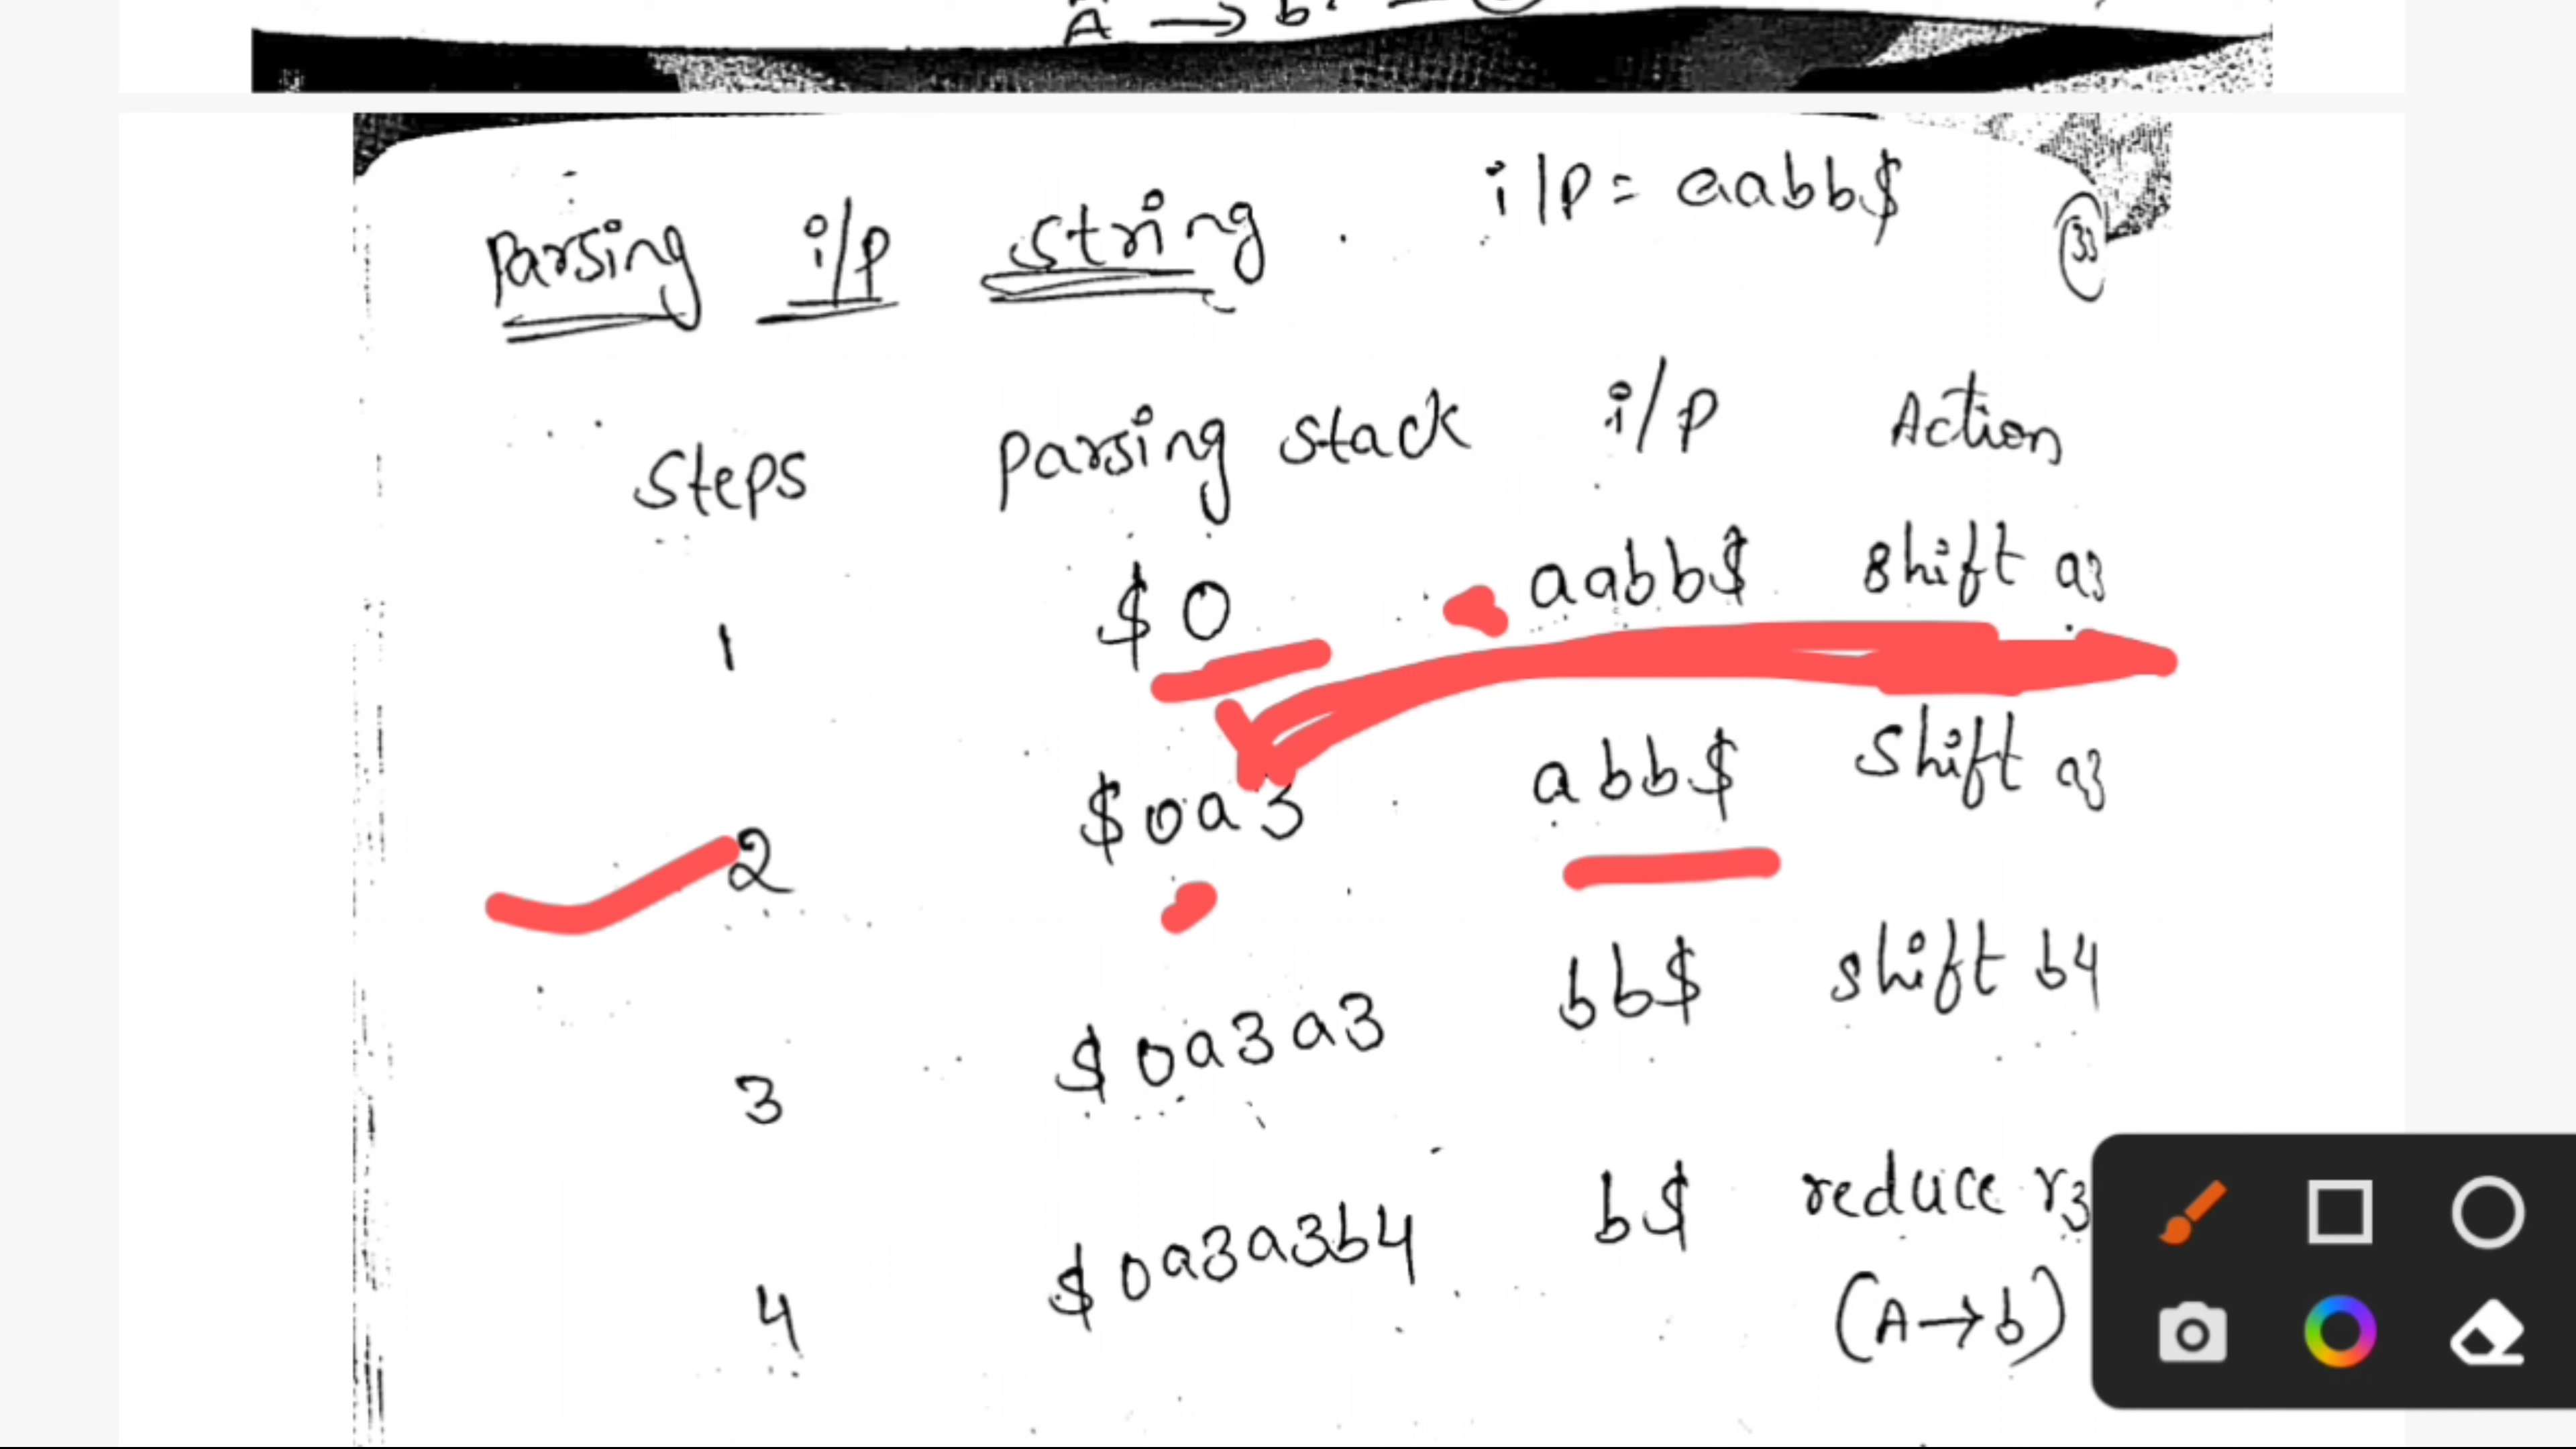 A → b
Parsing i/p string . i/p = aabb$
33
Steps parsing stack i/p Action
1 $0 aabb$ shift a3
2 $0a3 abb$ shift a3
3 $0a3a3 bb$ shift b4
4 $0a3a3b4 b$ reduce r3
(A→b)